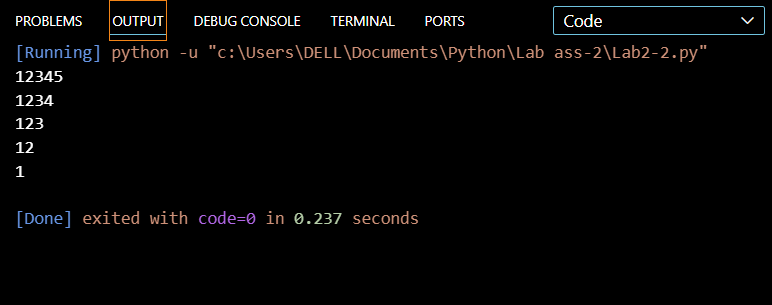 PROBLEMS OUTPUT DEBUG CONSOLE TERMINAL PORTS Code
[Running] python -u "c:\Users\DELL\Documents\Python\Lab ass-2\Lab2-2.py"
12345
1234
123
12
1
[Done] exited with code=0 in 0.237 seconds